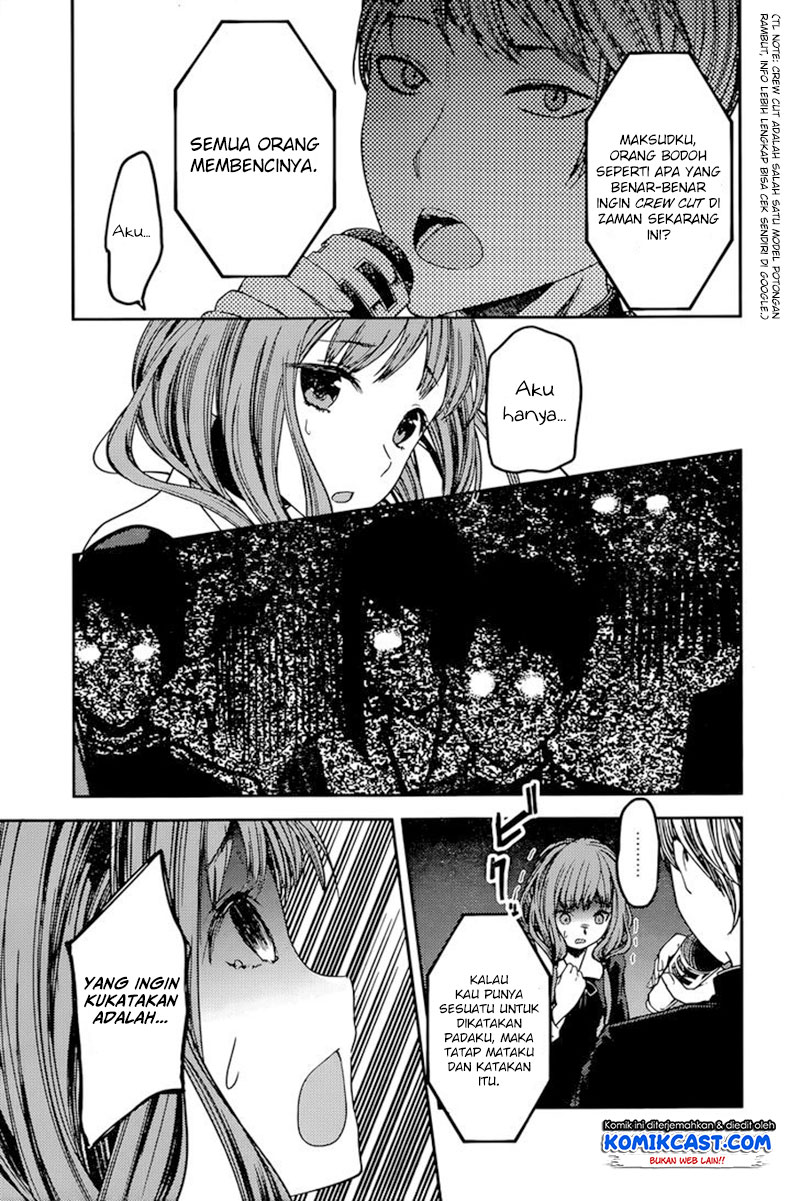 (TL NOTE: CREW CUT ADALAH SALAH SATU MODEL POTONGAN
RAMBUT, INFO LEBIH LENGKAP BISA CEK SENDIRI DI GOOGLE.)
MAKSUDKU,
ORANG BODOH
SEPERTI APA YANG
BENAR-BENAR
INGIN CREW CUT DI
ZAMAN SEKARANG
INI?
SEMUA ORANG
MEMBENCINYA.
Aku...
Aku
hanya...
.........
ビクッ
KALAU
KAU PUNYA
SESUATU UNTUK
DIKATAKAN
PADAKU, MAKA
TATAP MATAKU
DAN KATAKAN
ITU.
YANG INGIN
KUKATAKAN
ADALAH...
Komik ini diterjemahkan & diedit oleh
KOMIKCAST.COM
BUKAN WEB LAIN!!